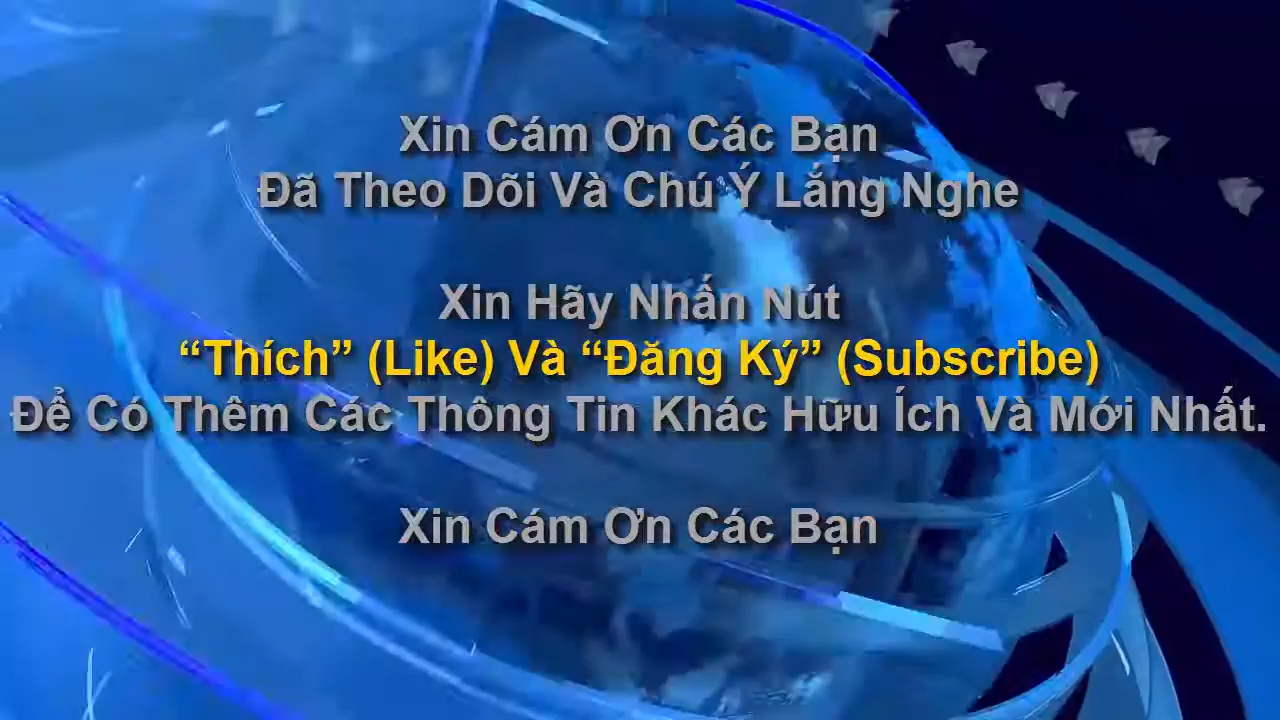 Xin Cám Ơn Các Bạn
Đã Theo Dõi Và Chú Ý Lắng Nghe
Xin Hãy Nhấn Nút
“Thích” (Like) Và “Đăng Ký” (Subscribe)
Để Có Thêm Các Thông Tin Khác Hữu Ích Và Mới Nhất.
Xin Cám Ơn Các Bạn